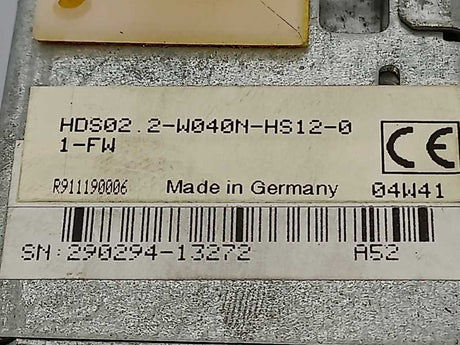 HDS02.2-W040N-HS12-0
1-FW
CE
R911190006 Made in Germany 04W41
SN:290294-13272 A52